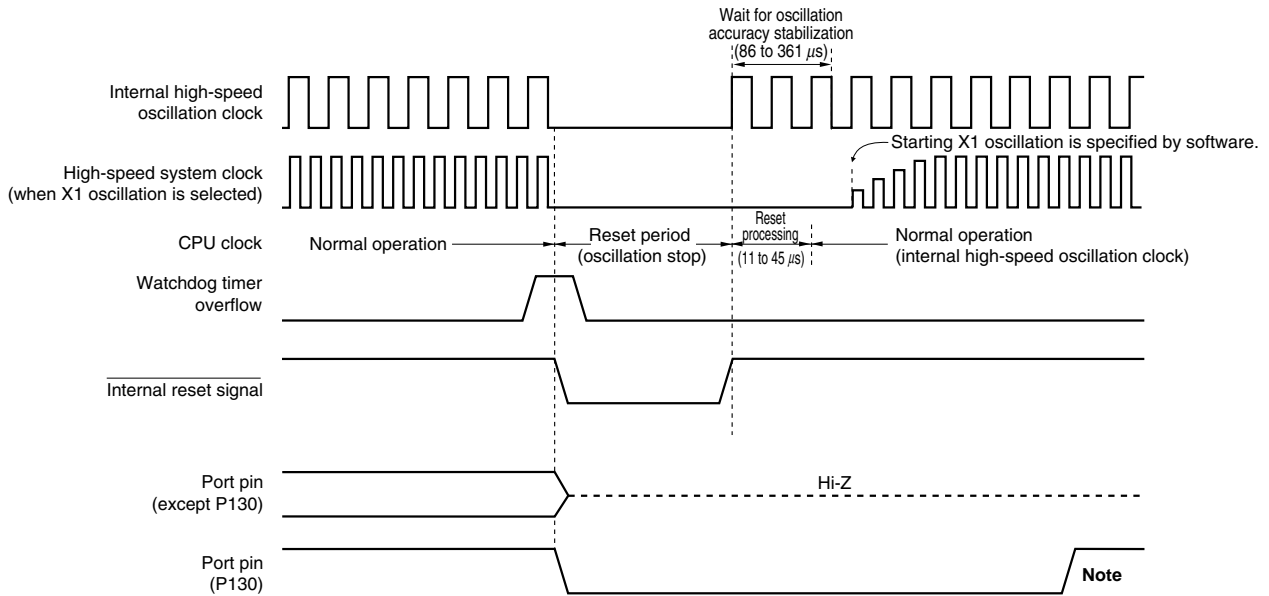 Wait for oscillation
accuracy stabilization
(86 to 361 μs)
Internal high-speed
oscillation clock
Starting X1 oscillation is specified by software.
High-speed system clock
(when X1 oscillation is selected)
CPU clock
Normal operation
Reset period
(oscillation stop)
Reset
processing
(11 to 45 μs)
Normal operation
(internal high-speed oscillation clock)
Watchdog timer
overflow
Internal reset signal
Port pin
(except P130)
Hi-Z
Port pin
(P130)
Note